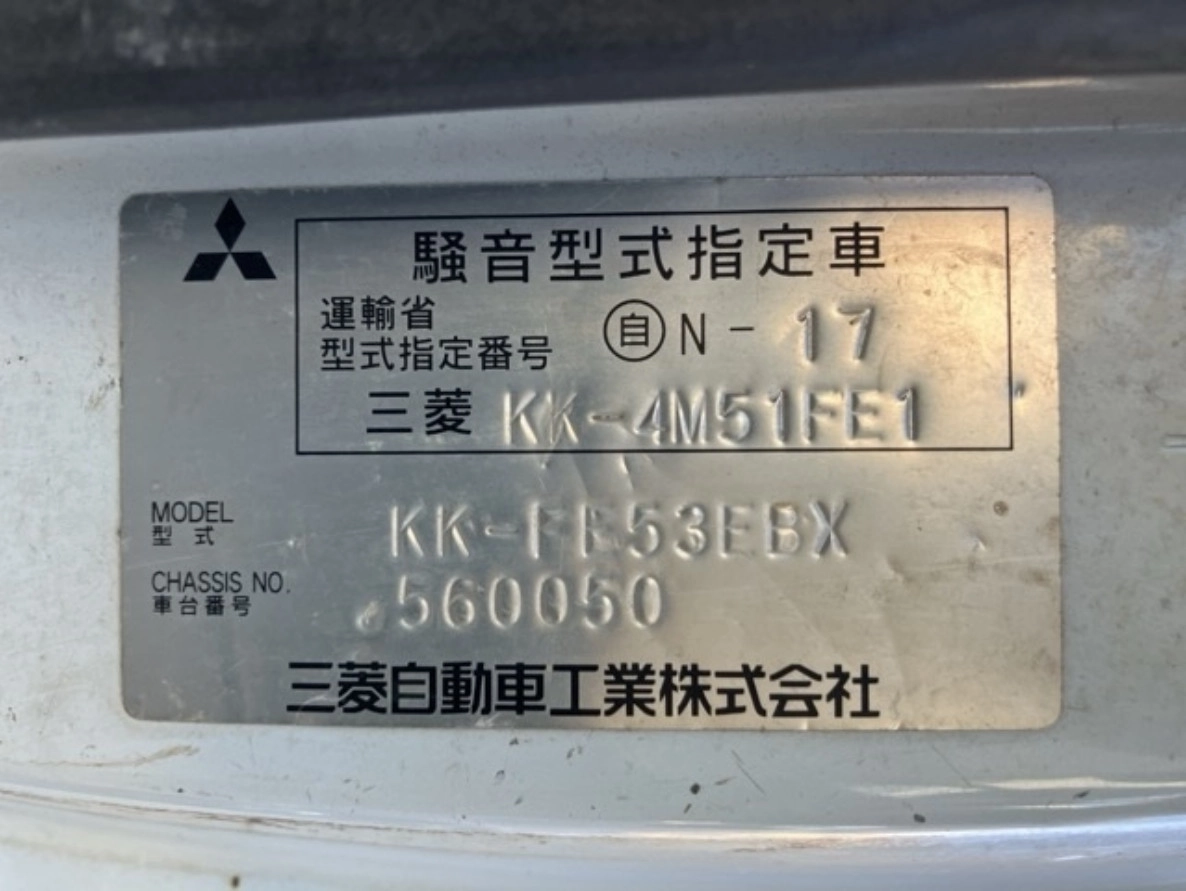 騒音型式指定車
運輸省
型式指定番号 自 N - 17
三菱 KK-4M51FE1
MODEL KK-FE53EBX
型式
CHASSIS NO. 560050
車台番号
三菱自動車工業株式会社